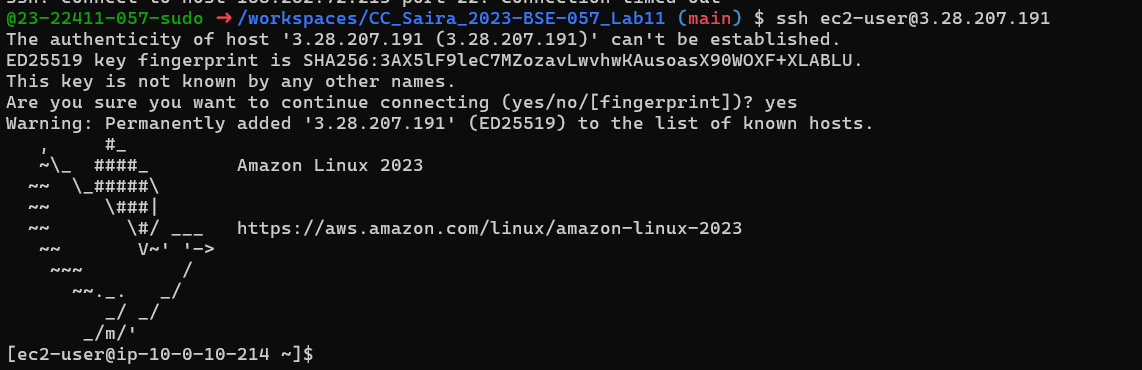 @23-22411-057-sudo ➜ /workspaces/CC_Saira_2023-BSE-057_Lab11 (main) $ ssh ec2-user@3.28.207.191
The authenticity of host '3.28.207.191 (3.28.207.191)' can't be established.
ED25519 key fingerprint is SHA256:3AX5lF9leC7MZozavLwvhwKAusoasX90WOXF+XLABLU.
This key is not known by any other names.
Are you sure you want to continue connecting (yes/no/[fingerprint])? yes
Warning: Permanently added '3.28.207.191' (ED25519) to the list of known hosts.
   ,     #_
   ~\_  ####_        Amazon Linux 2023
  ~~  \_#####\
  ~~     \###|
  ~~       \#/ ___   https://aws.amazon.com/linux/amazon-linux-2023
   ~~       V~' '->
    ~~~         /
      ~~._.   _/
         _/ _/
       _/m/'
[ec2-user@ip-10-0-10-214 ~]$